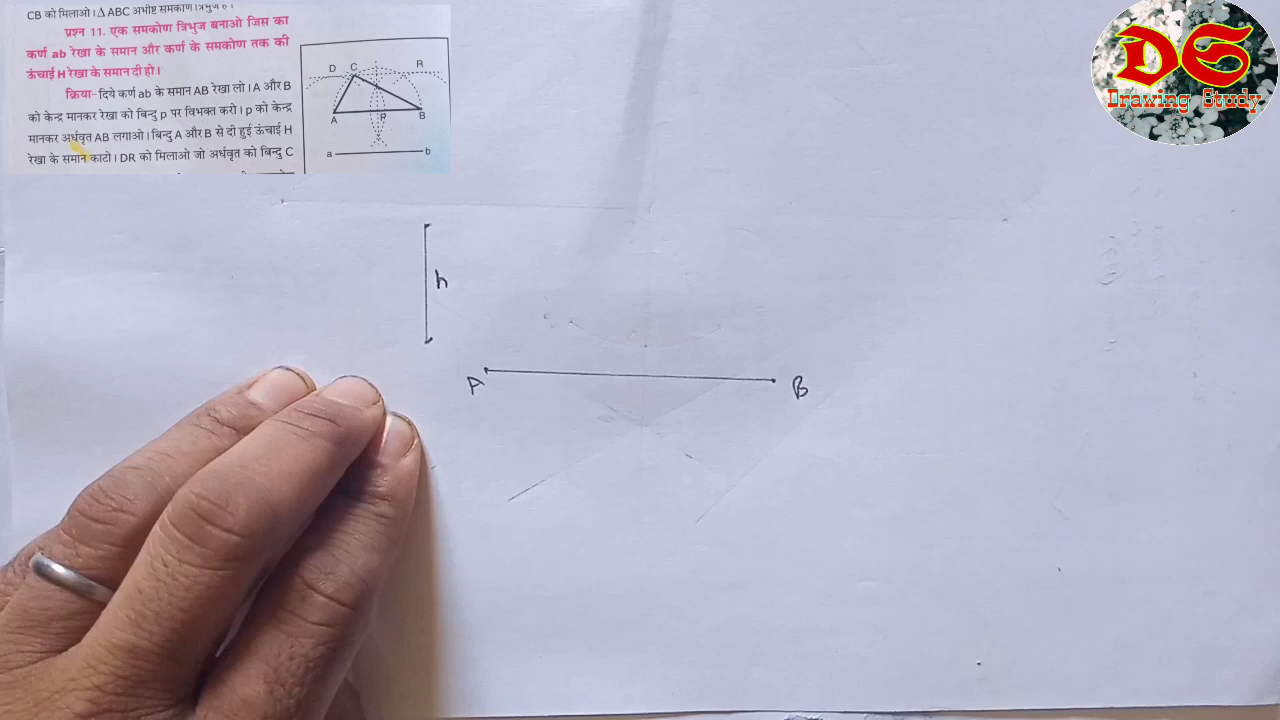 CB को मिलाओ। Δ ABC अभीष्ट समकोण त्रिभुज है।
प्रश्न 11. एक समकोण त्रिभुज बनाओ जिस का
कर्ण ab रेखा के समान और कर्ण के समकोण तक की
ऊंचाई H रेखा के समान दी हो।
क्रिया-दिये कर्ण ab के समान AB रेखा लो। A और B
को केन्द्र मानकर रेखा को बिन्दु p पर विभक्त करो। p को केन्द्र
मानकर अर्धवृत AB लगाओ। बिन्दु A और B से दी हुई ऊंचाई H
रेखा के समान काटो। DR को मिलाओ जो अर्धवृत को बिन्दु C
D C R
A P B
a b
DS
Drawing Study
h
A B